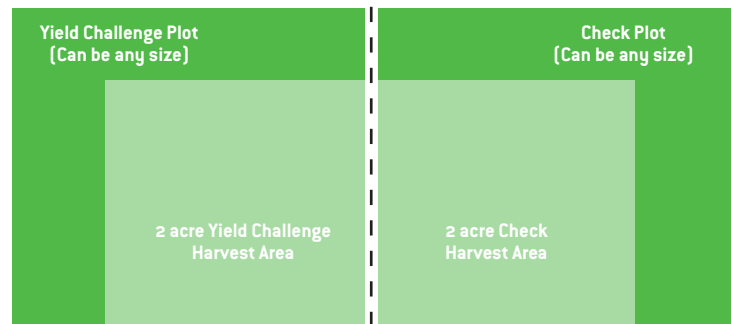 Yield Challenge Plot
(Can be any size)
Check Plot
(Can be any size)
2 acre Yield Challenge
Harvest Area
2 acre Check
Harvest Area